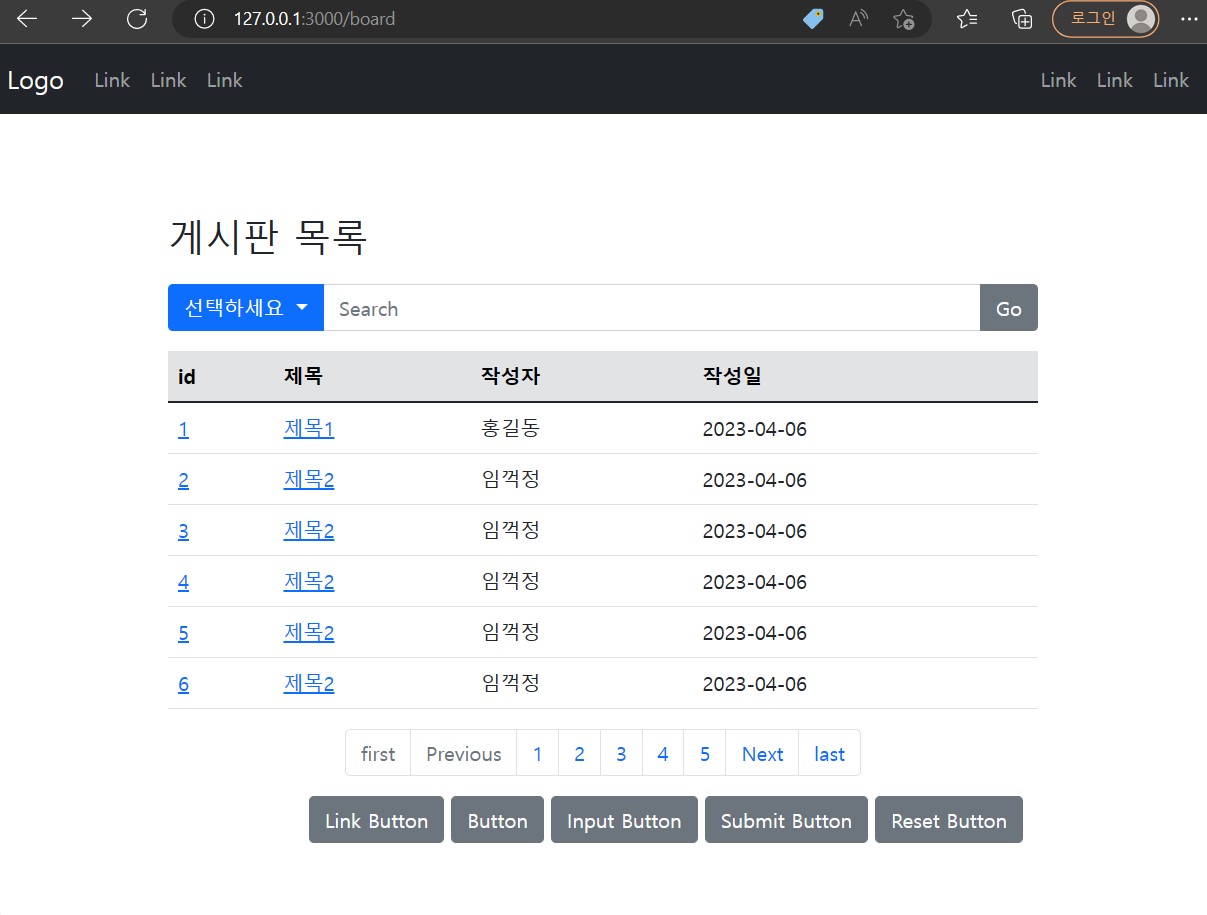 127.0.0.1:3000/board 로그인
Logo Link Link Link Link Link Link
게시판 목록
선택하세요 Search Go
id 제목 작성자 작성일
1 제목1 홍길동 2023-04-06
2 제목2 임꺽정 2023-04-06
3 제목2 임꺽정 2023-04-06
4 제목2 임꺽정 2023-04-06
5 제목2 임꺽정 2023-04-06
6 제목2 임꺽정 2023-04-06
first Previous 1 2 3 4 5 Next last
Link Button Button Input Button Submit Button Reset Button